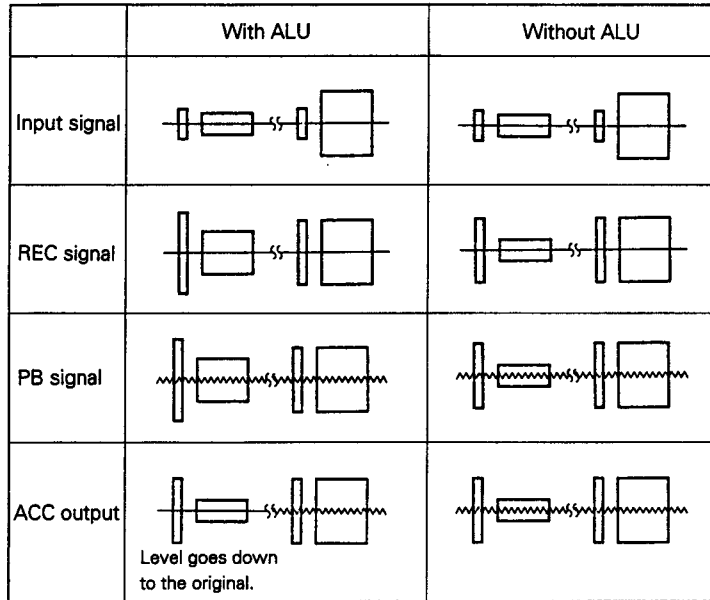 With ALU
Without ALU
Input signal
REC signal
PB signal
ACC output
Level goes down
to the original.